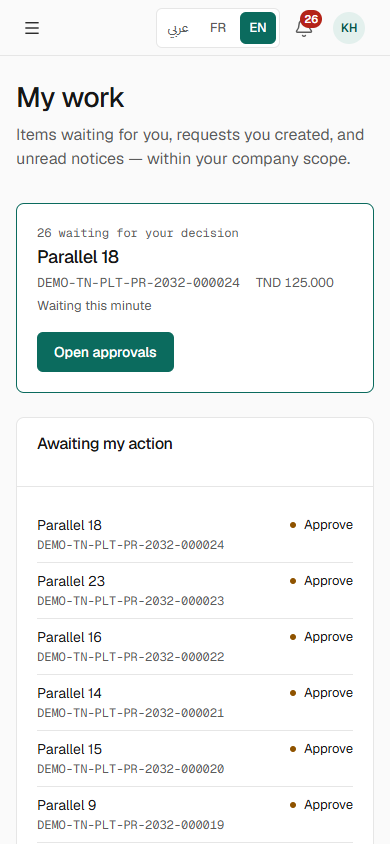 عربي FR EN 26 KH
My work
Items waiting for you, requests you created, and
unread notices — within your company scope.
26 waiting for your decision
Parallel 18
DEMO-TN-PLT-PR-2032-000024 TND 125.000
Waiting this minute
Open approvals
Awaiting my action
Parallel 18 Approve
DEMO-TN-PLT-PR-2032-000024
Parallel 23 Approve
DEMO-TN-PLT-PR-2032-000023
Parallel 16 Approve
DEMO-TN-PLT-PR-2032-000022
Parallel 14 Approve
DEMO-TN-PLT-PR-2032-000021
Parallel 15 Approve
DEMO-TN-PLT-PR-2032-000020
Parallel 9 Approve
DEMO-TN-PLT-PR-2032-000019